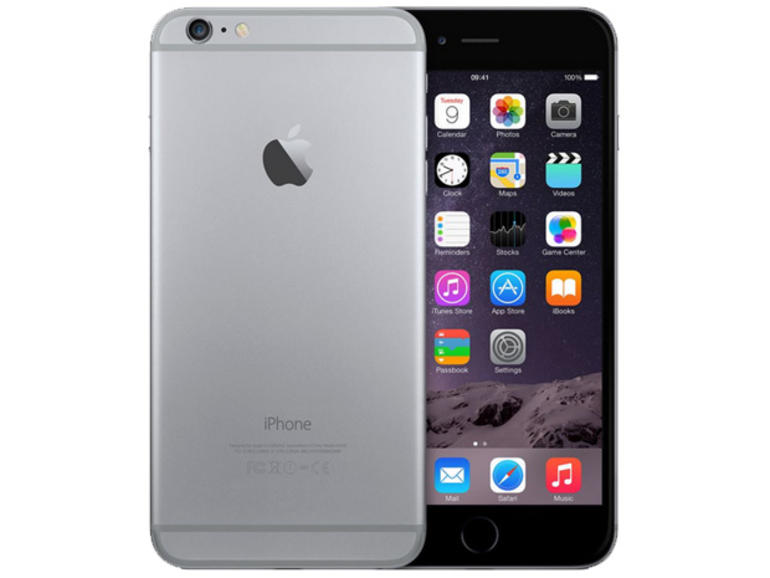 09:41 100%
Tuesday
9
Calendar Photos Camera
280
Clock Maps Videos
Reminders Stocks Game Center
iTunes Store App Store iBooks
Passbook Settings
Mail Safari Music
iPhone